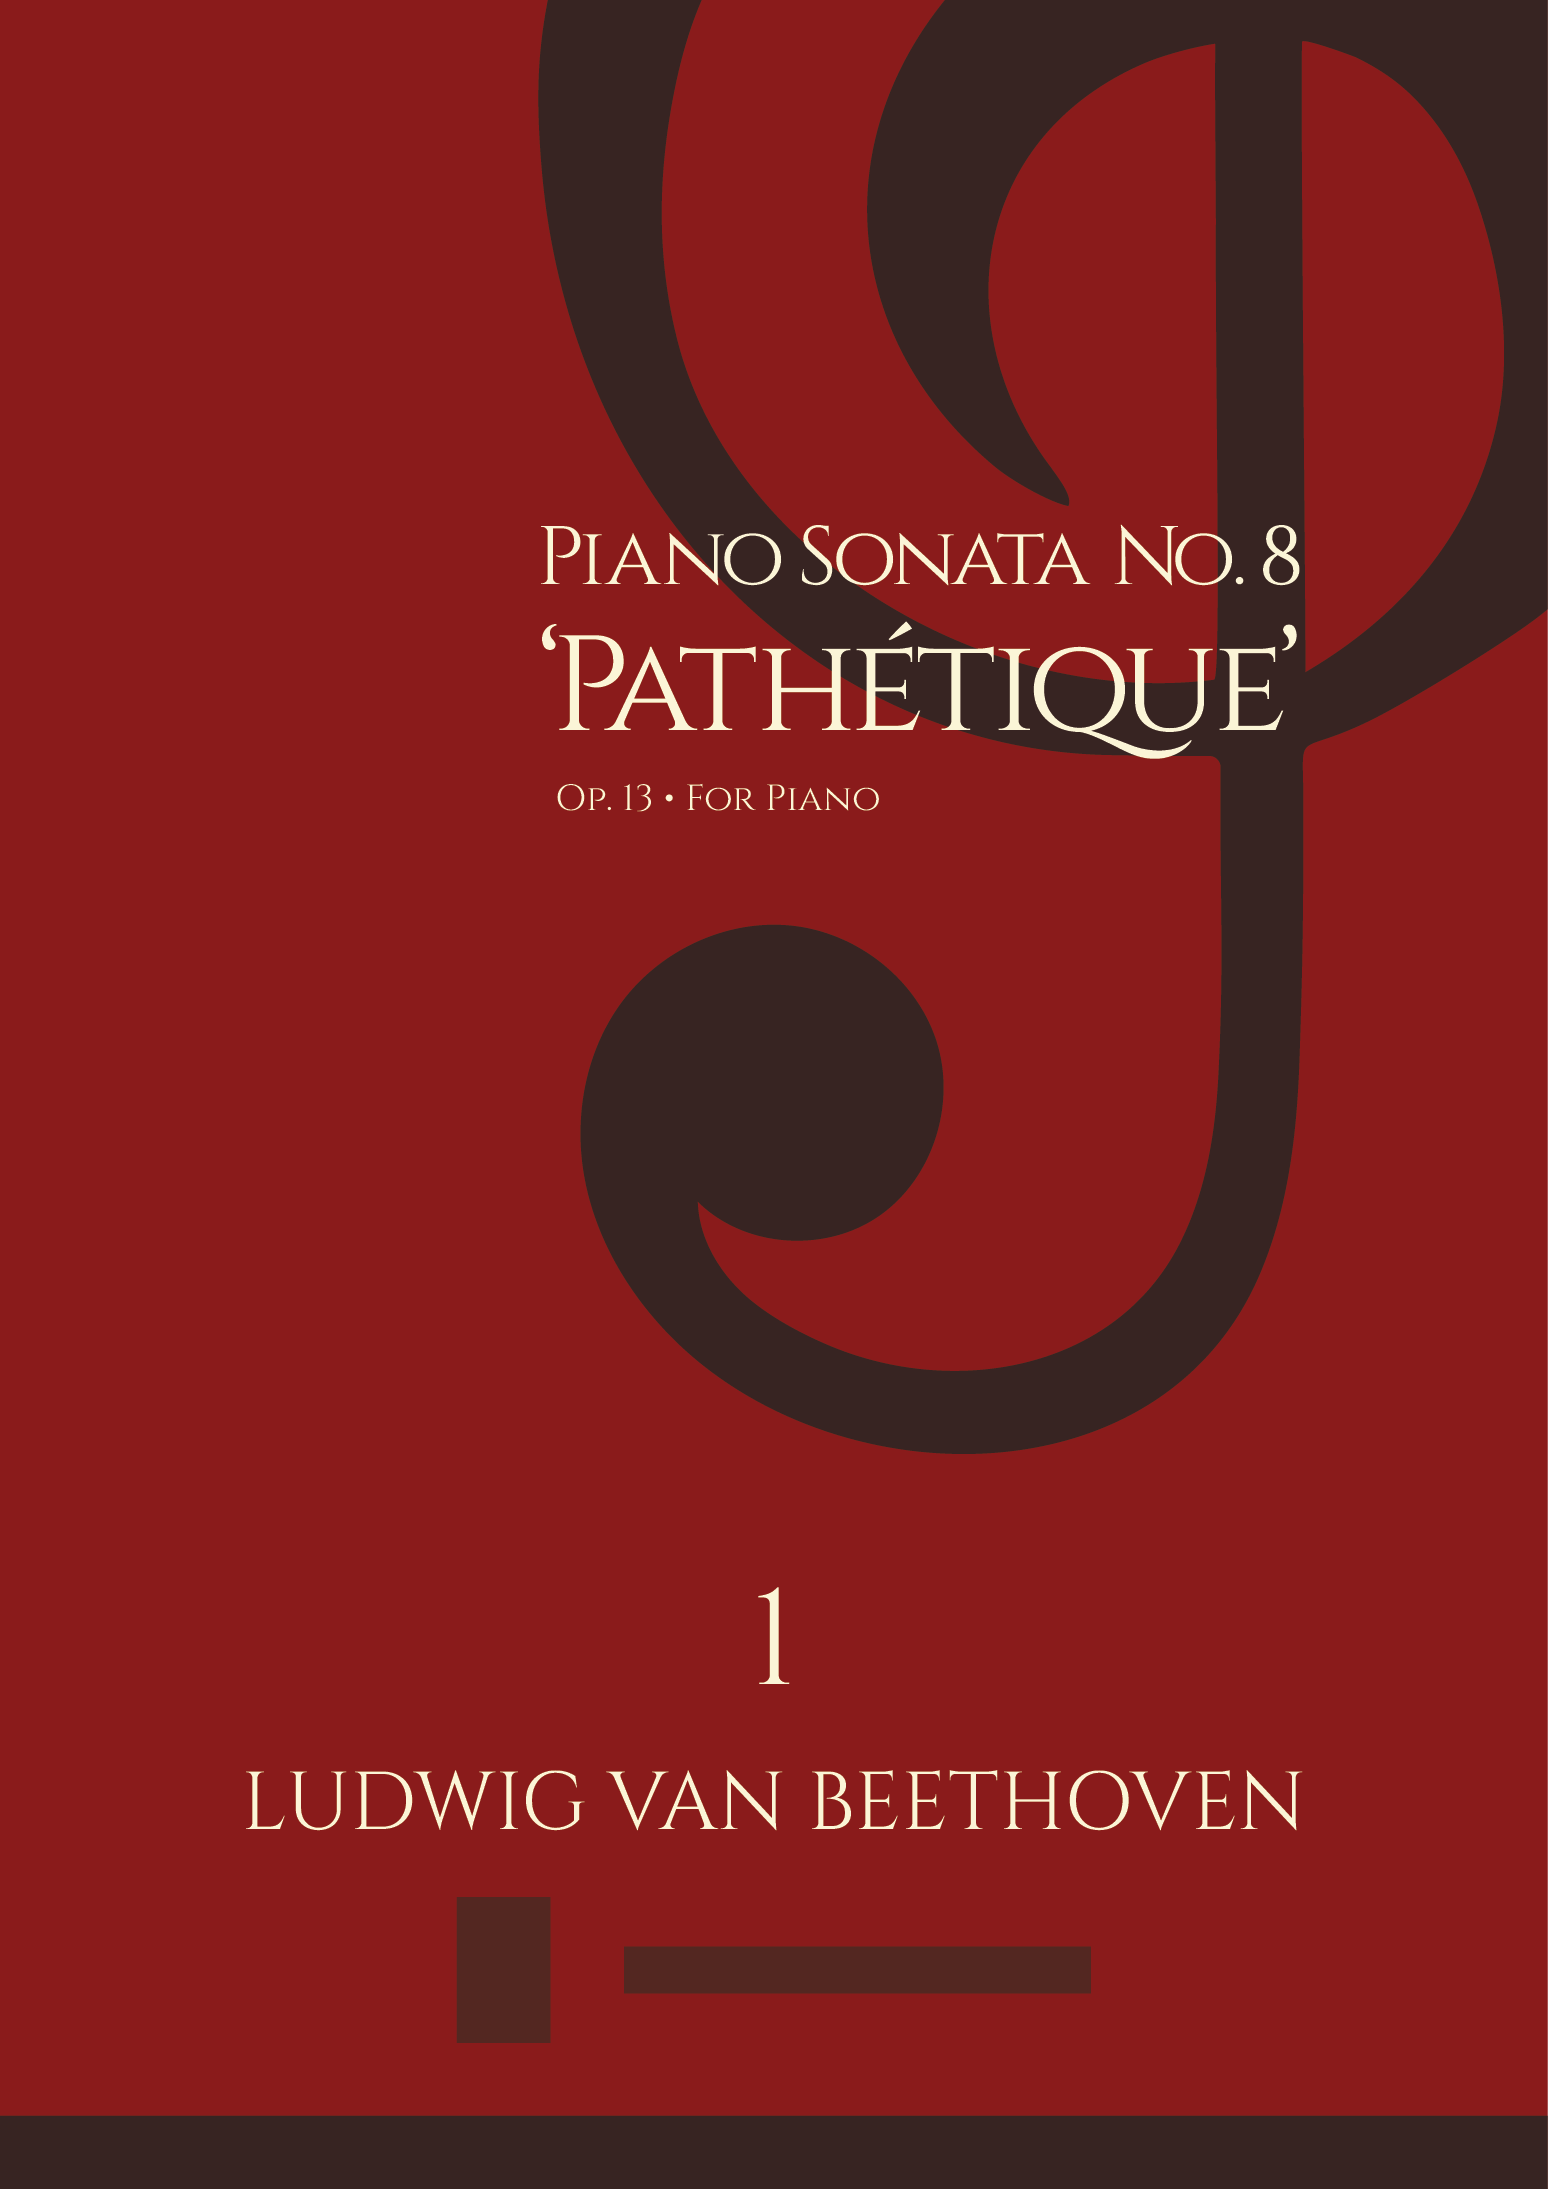 Piano Sonata No. 8
‘Pathétique’
Op. 13 • For Piano
1
LUDWIG VAN BEETHOVEN